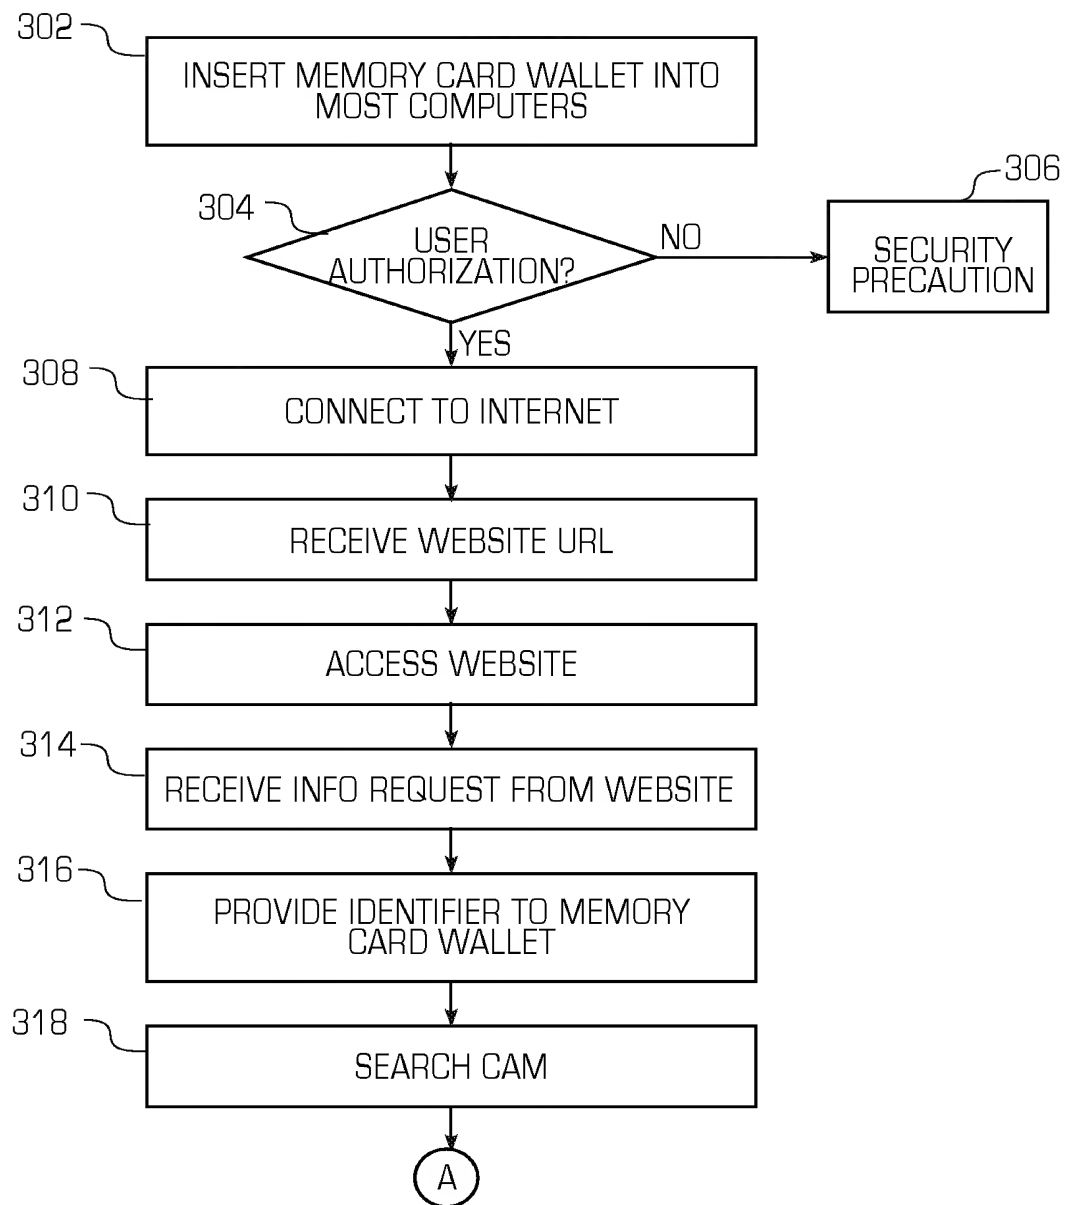 302
INSERT MEMORY CARD WALLET INTO
MOST COMPUTERS
304
USER
AUTHORIZATION?
NO
306
SECURITY
PRECAUTION
YES
308
CONNECT TO INTERNET
310
RECEIVE WEBSITE URL
312
ACCESS WEBSITE
314
RECEIVE INFO REQUEST FROM WEBSITE
316
PROVIDE IDENTIFIER TO MEMORY
CARD WALLET
318
SEARCH CAM
A